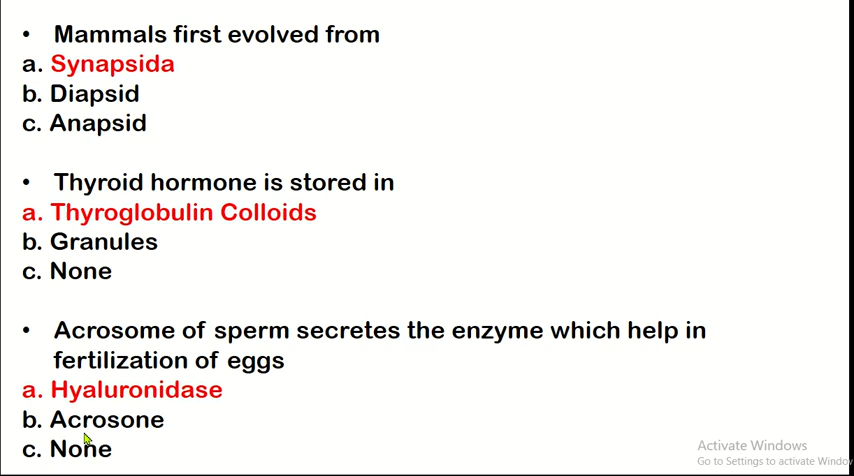 • Mammals first evolved from
a. Synapsida
b. Diapsid
c. Anapsid
• Thyroid hormone is stored in
a. Thyroglobulin Colloids
b. Granules
c. None
• Acrosome of sperm secretes the enzyme which help in
fertilization of eggs
a. Hyaluronidase
b. Acrosone
c. None
Activate Windows
Go to Settings to activate Window